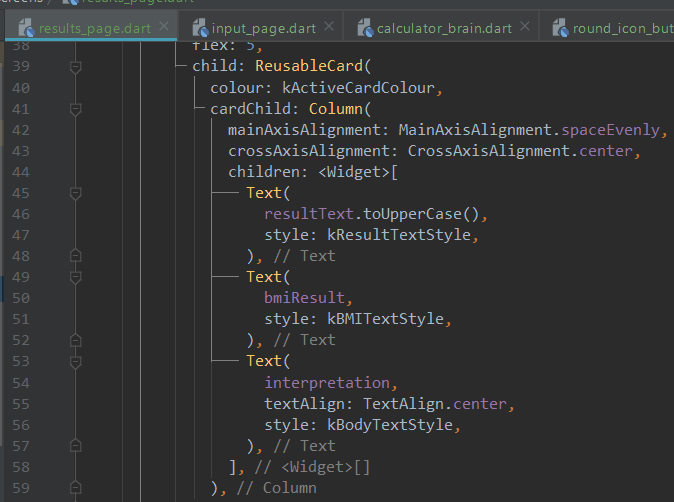 results_page.dart
results_page.dart × input_page.dart × calculator_brain.dart × round_icon_but
38 flex: 5,
39 child: ReusableCard(
40 colour: kActiveCardColour,
41 cardChild: Column(
42 mainAxisAlignment: MainAxisAlignment.spaceEvenly,
43 crossAxisAlignment: CrossAxisAlignment.center,
44 children: <Widget>[
45 Text(
46 resultText.toUpperCase(),
47 style: kResultTextStyle,
48 ), // Text
49 Text(
50 bmiResult,
51 style: kBMITextStyle,
52 ), // Text
53 Text(
54 interpretation,
55 textAlign: TextAlign.center,
56 style: kBodyTextStyle,
57 ), // Text
58 ], // <Widget>[]
59 ), // Column